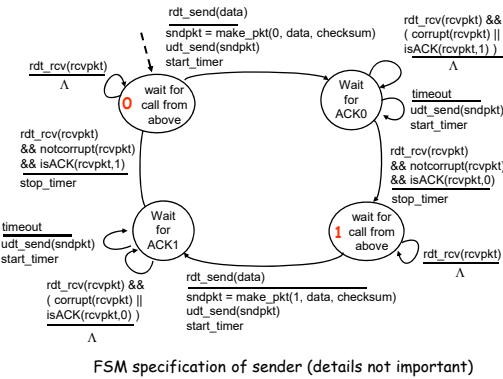 rdt_send(data)
sndpkt = make_pkt(0, data, checksum)
udt_send(sndpkt)
start_timer
rdt_rcv(rcvpkt) &&
( corrupt(rcvpkt) ||
isACK(rcvpkt,1) )
Λ
rdt_rcv(rcvpkt)
Λ
0
wait for
call from
above
Wait
for
ACK0
timeout
udt_send(sndpkt)
start_timer
rdt_rcv(rcvpkt)
&& notcorrupt(rcvpkt)
&& isACK(rcvpkt,1)
stop_timer
rdt_rcv(rcvpkt)
&& notcorrupt(rcvpkt)
&& isACK(rcvpkt,0)
stop_timer
timeout
udt_send(sndpkt)
start_timer
Wait
for
ACK1
1
wait for
call from
above
rdt_rcv(rcvpkt)
Λ
rdt_rcv(rcvpkt) &&
( corrupt(rcvpkt) ||
isACK(rcvpkt,0) )
Λ
rdt_send(data)
sndpkt = make_pkt(1, data, checksum)
udt_send(sndpkt)
start_timer
FSM specification of sender (details not important)